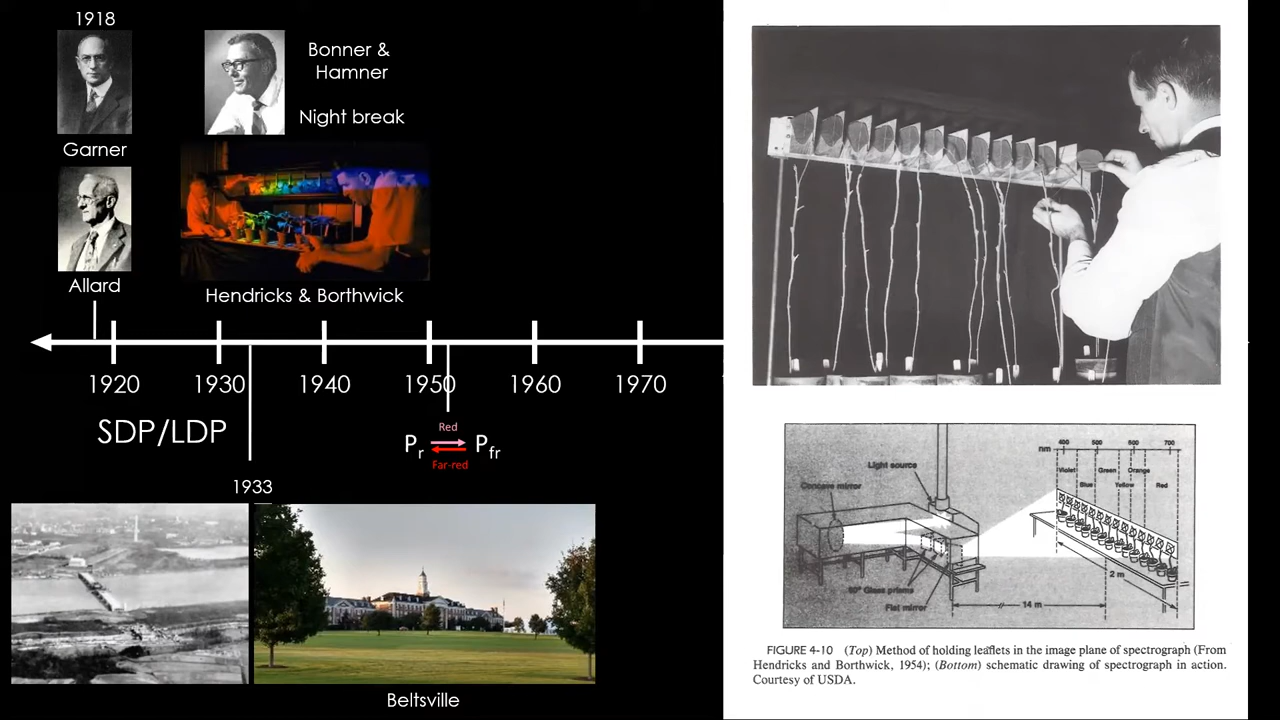 1918
Garner
Allard
Bonner &
Hamner
Night break
Hendricks & Borthwick
1920
1930
1940
1950
1960
1970
SDP/LDP
Red
Pr
Pfr
Far-red
1933
Beltsville
nm
400
500
600
700
Violet
Green
Orange
Blue
Yellow
Red
Light source
Concave mirror
Glass prisms
Flat mirror
2 m
14 m
FIGURE 4-10 (Top) Method of holding leaflets in the image plane of spectrograph (From
Hendricks and Borthwick, 1954); (Bottom) schematic drawing of spectrograph in action.
Courtesy of USDA.